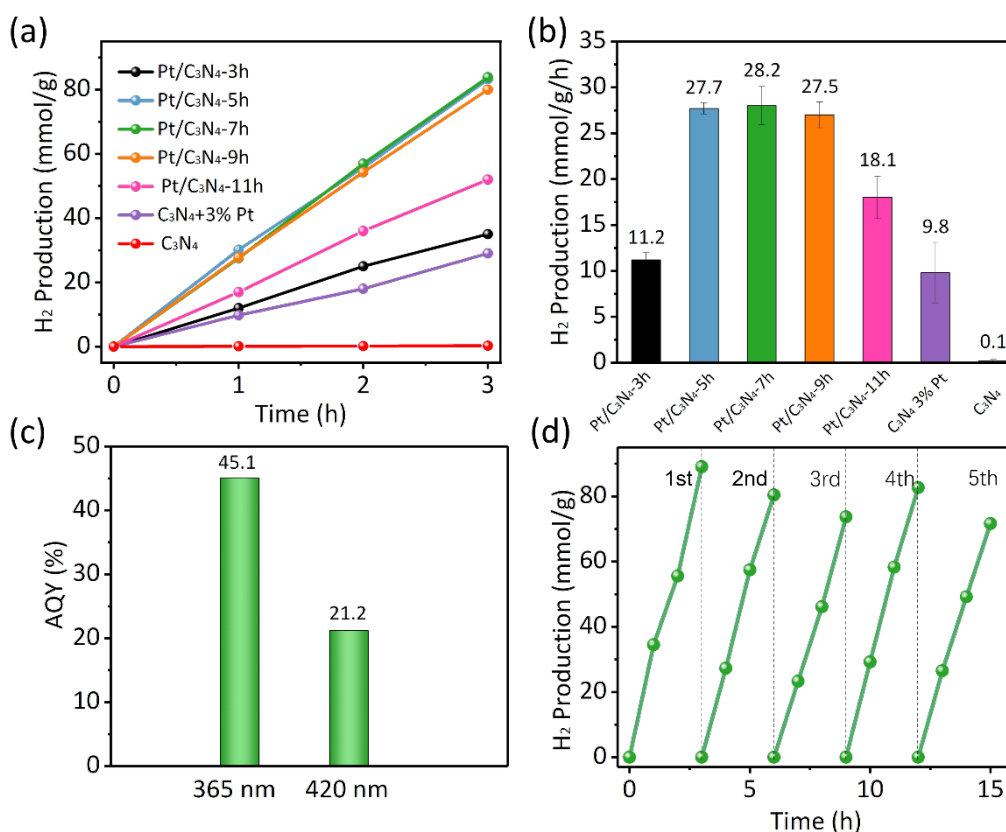 (a)
H₂ Production (mmol/g)
80
60
40
20
0
Pt/C₃N₄-3h
Pt/C₃N₄-5h
Pt/C₃N₄-7h
Pt/C₃N₄-9h
Pt/C₃N₄-11h
C₃N₄+3% Pt
C₃N₄
0 1 2 3
Time (h)
(b)
H₂ Production (mmol/g/h)
35
30
25
20
15
10
5
0
11.2
27.7
28.2
27.5
18.1
9.8
0.1
Pt/C₃N₄-3h
Pt/C₃N₄-5h
Pt/C₃N₄-7h
Pt/C₃N₄-9h
Pt/C₃N₄-11h
C₃N₄ 3% Pt
C₃N₄
(c)
AQY (%)
50
40
30
20
10
0
45.1
21.2
365 nm 420 nm
(d)
H₂ Production (mmol/g)
80
60
40
20
0
1st 2nd 3rd 4th 5th
0 5 10 15
Time (h)